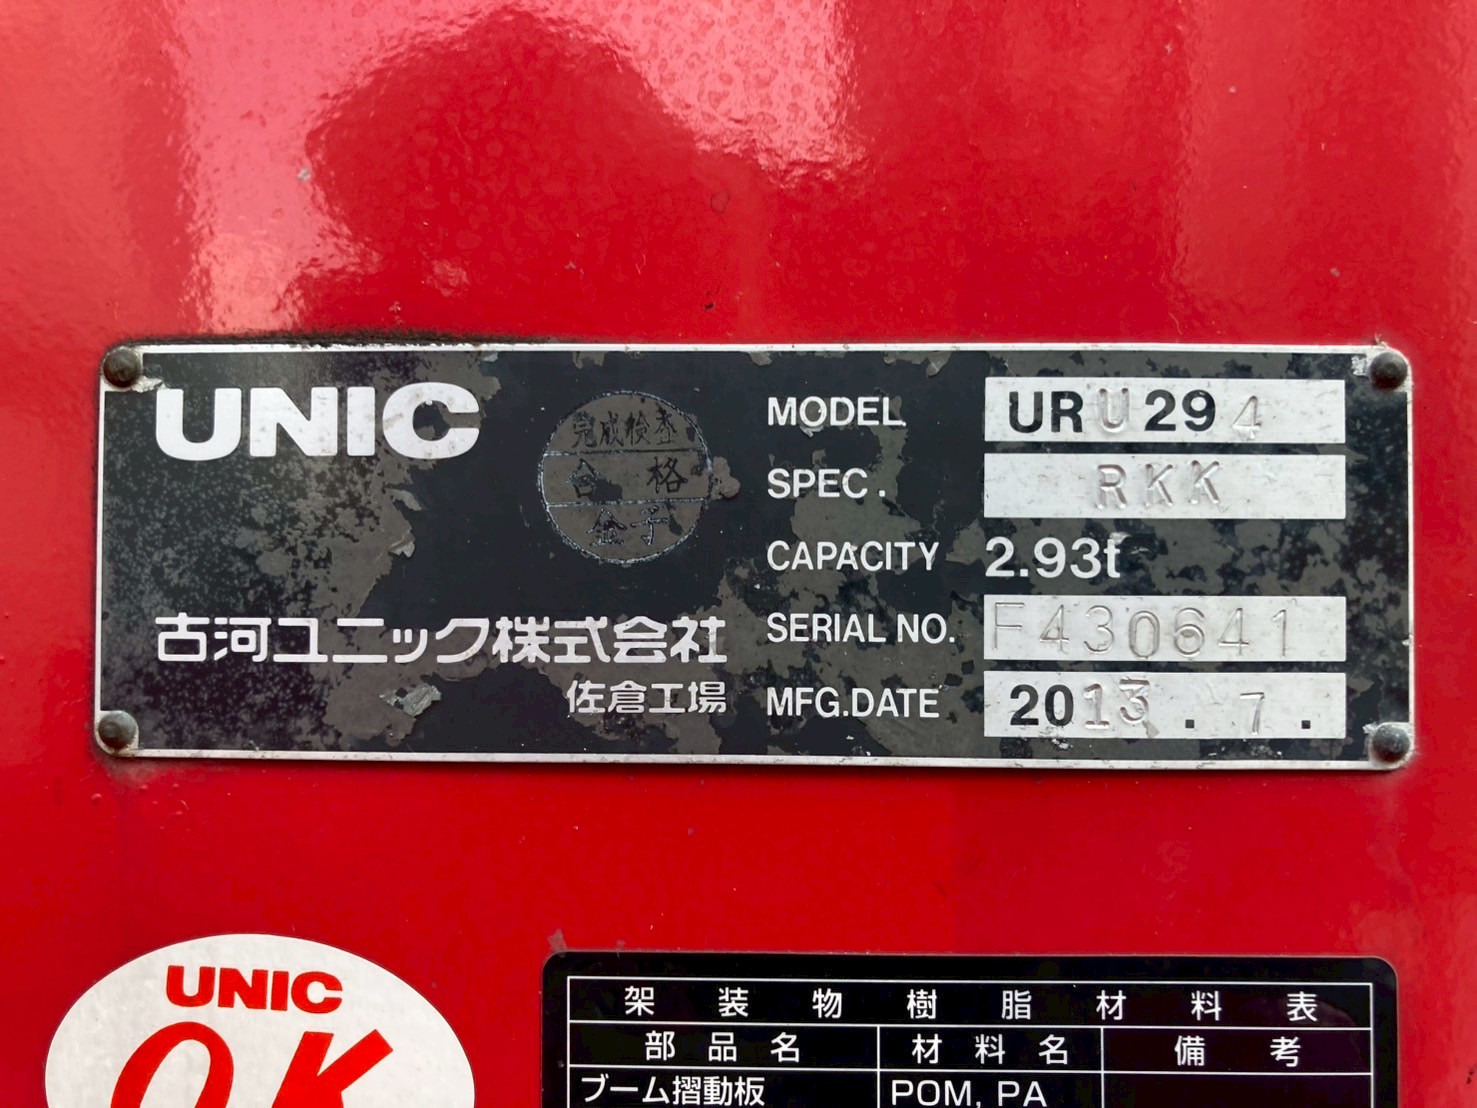 UNIC
完成検査
合格
金子
古河ユニック株式会社
佐倉工場
MODEL URU294
SPEC. RKK
CAPACITY 2.93t
SERIAL NO. F430641
MFG.DATE 2013.7.
UNIC
OK
架装物樹脂材料表
部品名 材料名 備考
ブーム摺動板 POM, PA